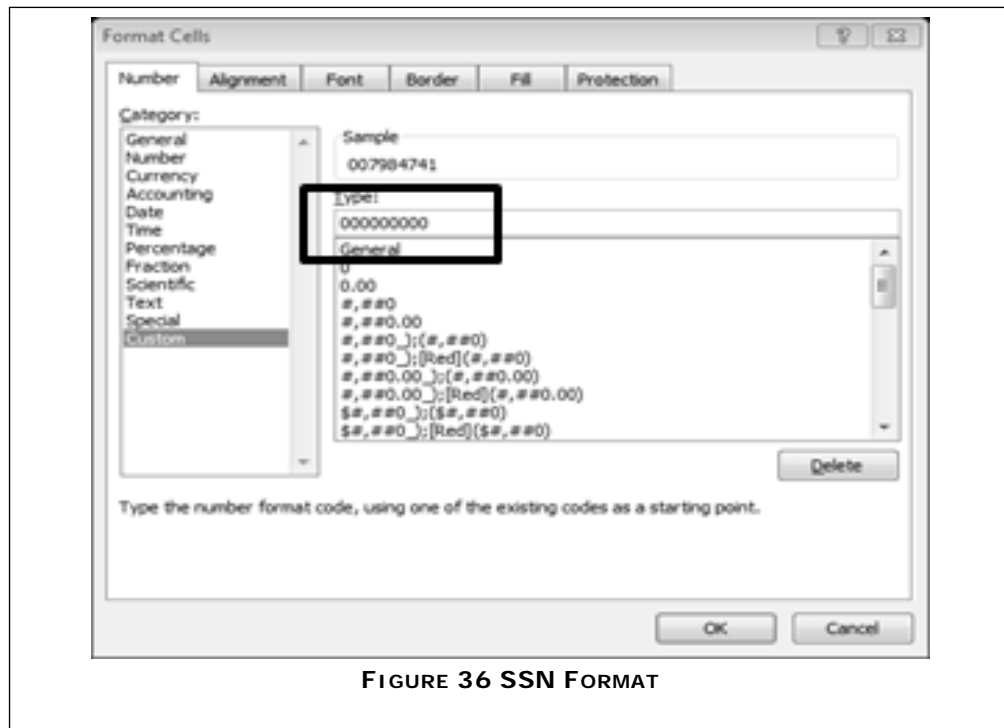 Format Cells
Number Alignment Font Border Fill Protection
Category:
General
Number
Currency
Accounting
Date
Time
Percentage
Fraction
Scientific
Text
Special
Custom
Sample
007984741
Type:
000000000
General
0
0.00
#,##0
#,##0.00
#,##0_);(#,##0)
#,##0_);[Red](#,##0)
#,##0.00_);(#,##0.00)
#,##0.00_);[Red](#,##0.00)
$#,##0_);($#,##0)
$#,##0_);[Red]($#,##0)
Delete
Type the number format code, using one of the existing codes as a starting point.
OK Cancel
FIGURE 36 SSN FORMAT